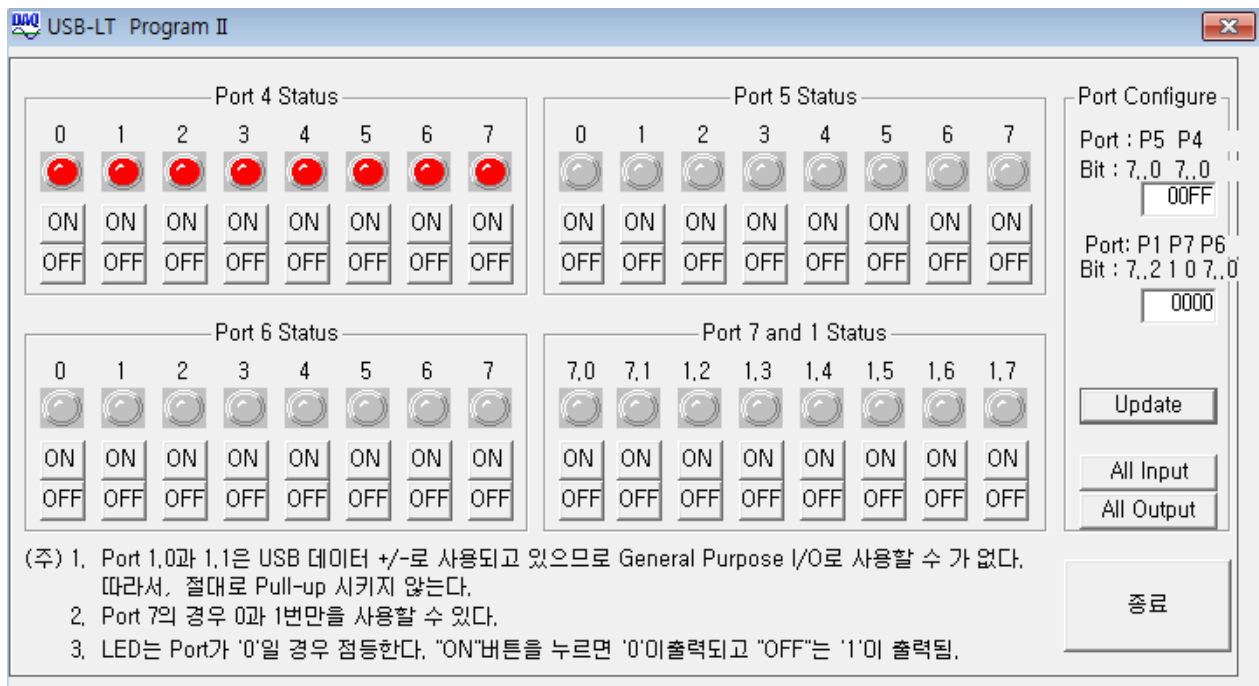 DAQ USB-LT Program II
Port 4 Status
0 1 2 3 4 5 6 7
ON ON ON ON ON ON ON ON
OFF OFF OFF OFF OFF OFF OFF OFF
Port 5 Status
0 1 2 3 4 5 6 7
ON ON ON ON ON ON ON ON
OFF OFF OFF OFF OFF OFF OFF OFF
Port 6 Status
0 1 2 3 4 5 6 7
ON ON ON ON ON ON ON ON
OFF OFF OFF OFF OFF OFF OFF OFF
Port 7 and 1 Status
7.0 7.1 1.2 1.3 1.4 1.5 1.6 1.7
ON ON ON ON ON ON ON ON
OFF OFF OFF OFF OFF OFF OFF OFF
Port Configure
Port : P5 P4
Bit : 7..0 7..0
00FF
Port: P1 P7 P6
Bit : 7..2 1 0 7..0
0000
Update
All Input
All Output
(주) 1. Port 1.0과 1.1은 USB 데이터 +/-로 사용되고 있으므로 General Purpose I/O로 사용할 수 가 없다.
따라서, 절대로 Pull-up 시키지 않는다.
2. Port 7의 경우 0과 1번만을 사용할 수 있다.
3. LED는 Port가 '0'일 경우 점등한다. "ON"버튼을 누르면 '0'이출력되고 "OFF"는 '1'이 출력됨.
종료